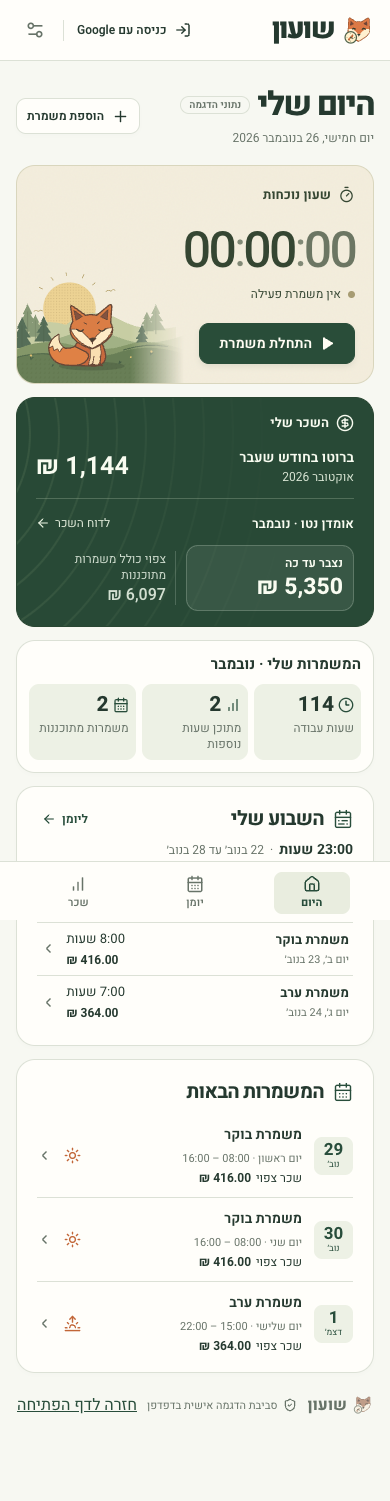 שועון
כניסה עם Google
היום שלי
נתוני הדגמה
יום חמישי, 26 בנובמבר 2026
הוספת משמרת
שעון נוכחות
00:00:00
אין משמרת פעילה
התחלת משמרת
השכר שלי
ברוטו בחודש שעבר
אוקטובר 2026
1,144 ₪
אומדן נטו · נובמבר
לדוח השכר
נצבר עד כה
5,350 ₪
צפוי כולל משמרות
מתוכננות
6,097 ₪
המשמרות שלי · נובמבר
114
שעות עבודה
2
מתוכן שעות
נוספות
2
משמרות מתוכננות
השבוע שלי
ליומן
23:00 שעות · 22 בנוב׳ עד 28 בנוב׳
היום
יומן
שכר
משמרת בוקר
יום ב׳, 23 בנוב׳
8:00 שעות
416.00 ₪
משמרת ערב
יום ג׳, 24 בנוב׳
7:00 שעות
364.00 ₪
המשמרות הבאות
29
נוב׳
משמרת בוקר
יום ראשון · 08:00 – 16:00
שכר צפוי 416.00 ₪
30
נוב׳
משמרת בוקר
יום שני · 08:00 – 16:00
שכר צפוי 416.00 ₪
1
דצמ׳
משמרת ערב
יום שלישי · 15:00 – 22:00
שכר צפוי 364.00 ₪
שועון
סביבת הדגמה אישית בדפדפן
חזרה לדף הפתיחה